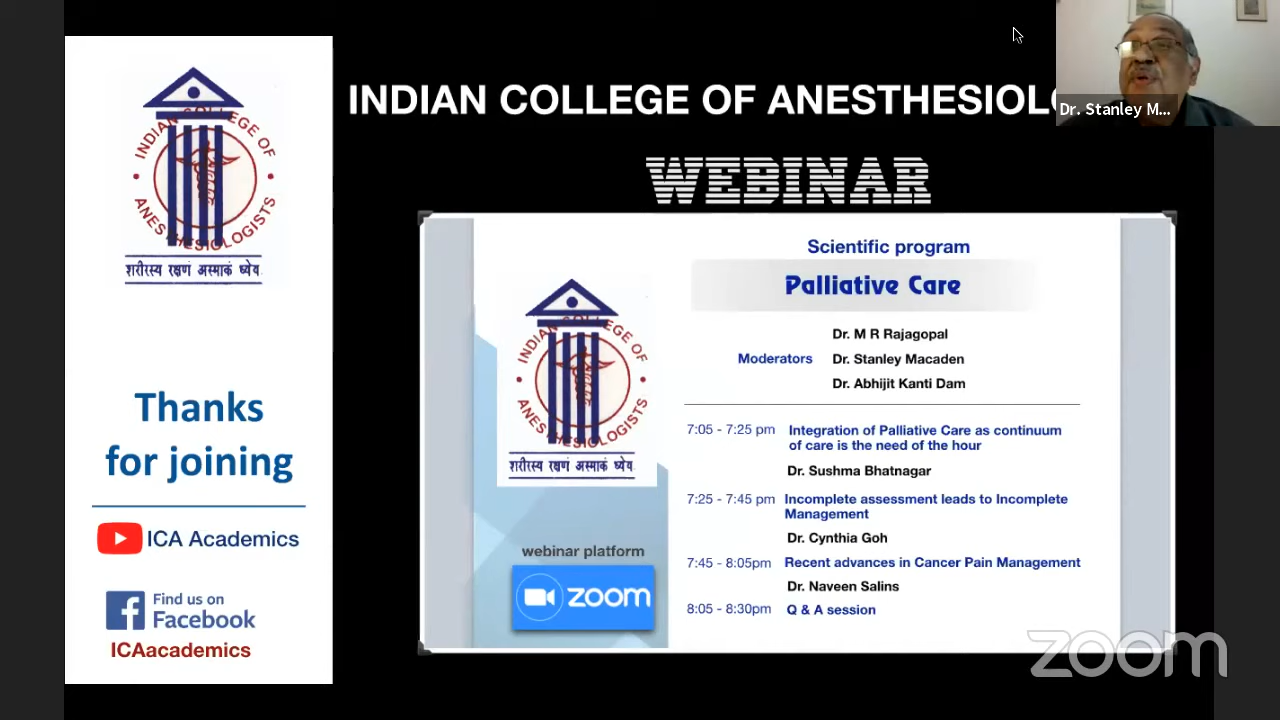 INDIAN COLLEGE OF
ANESTHESIOLOGISTS
शरीरस्य रक्षणं अस्माकं ध्येय
Thanks
for joining
ICA Academics
Find us on
Facebook
ICAacademics
INDIAN COLLEGE OF ANESTHESIOLO
WEBINAR
Dr. Stanley M...
INDIAN COLLEGE OF
ANESTHESIOLOGISTS
शरीरस्य रक्षणं अस्माकं ध्येय
webinar platform
zoom
Scientific program
Palliative Care
Moderators
Dr. M R Rajagopal
Dr. Stanley Macaden
Dr. Abhijit Kanti Dam
7:05 - 7:25 pm Integration of Palliative Care as continuum
of care is the need of the hour
Dr. Sushma Bhatnagar
7:25 - 7:45 pm Incomplete assessment leads to Incomplete
Management
Dr. Cynthia Goh
7:45 - 8:05pm Recent advances in Cancer Pain Management
Dr. Naveen Salins
8:05 - 8:30pm Q & A session
zoom